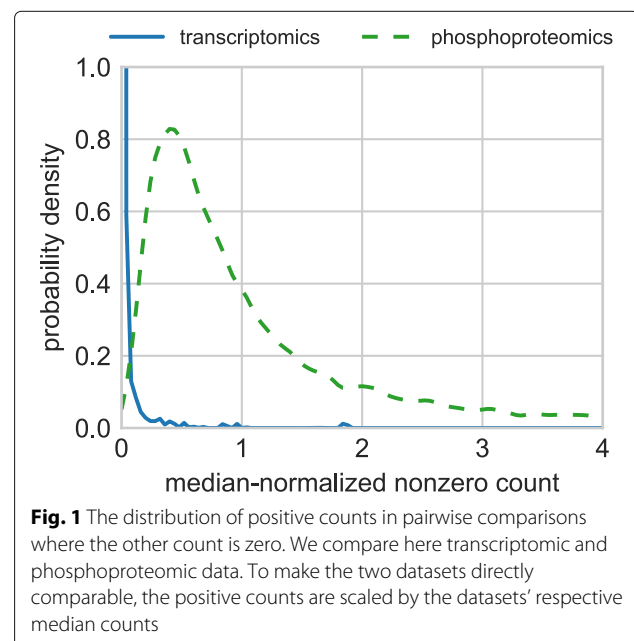 transcriptomics phosphoproteomics
1.0
0.8
0.6
0.4
0.2
0.0
probability density
0 1 2 3 4
median-normalized nonzero count
Fig. 1 The distribution of positive counts in pairwise comparisons
where the other count is zero. We compare here transcriptomic and
phosphoproteomic data. To make the two datasets directly
comparable, the positive counts are scaled by the datasets' respective
median counts